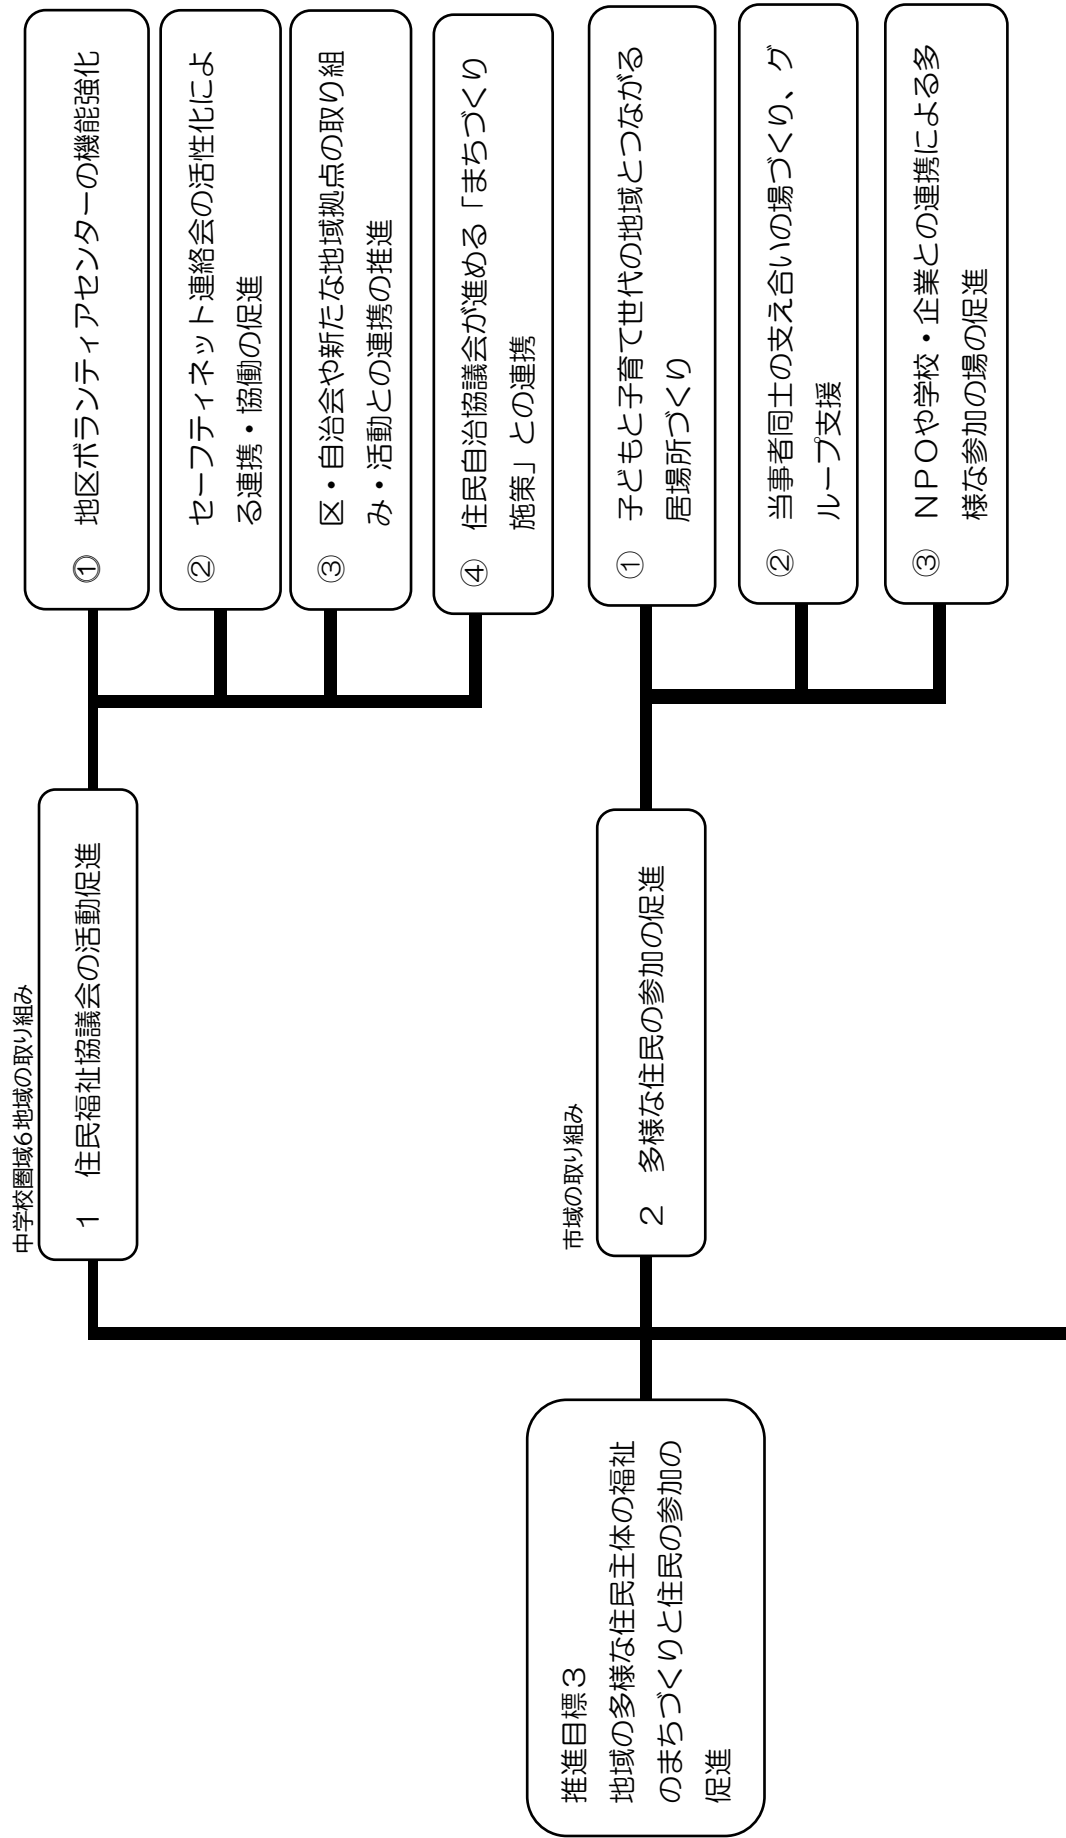 推進目標3
地域の多様な住民主体の福祉
のまちづくりと住民の参加の
促進
中学校圏域6地域の取り組み
1　住民福祉協議会の活動促進
①　地区ボランティアセンターの機能強化
②　セーフティネット連絡会の活性化によ
る連携・協働の促進
③　区・自治会や新たな地域拠点の取り組
み・活動との連携の推進
④　住民自治協議会が進める「まちづくり
施策」との連携
市域の取り組み
2　多様な住民の参加の促進
①　子どもと子育て世代の地域とつながる
居場所づくり
②　当事者同士の支え合いの場づくり、グ
ループ支援
③　NPOや学校・企業との連携による多
様な参加の場の促進